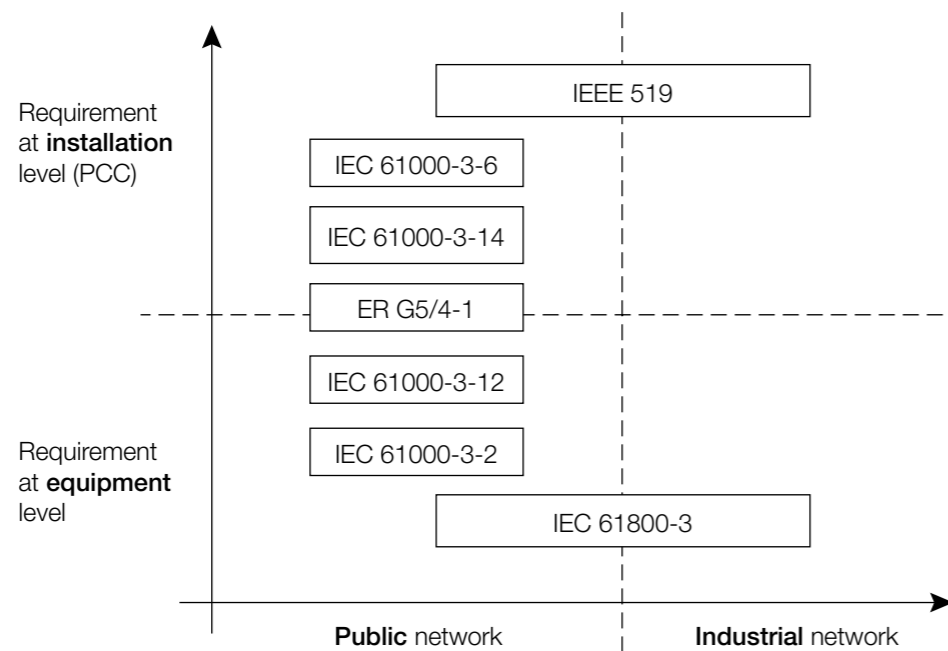 IEEE 519
Requirement
at installation
level (PCC)
IEC 61000-3-6
IEC 61000-3-14
ER G5/4-1
IEC 61000-3-12
Requirement
at equipment
level
IEC 61000-3-2
IEC 61800-3
Public network
Industrial network